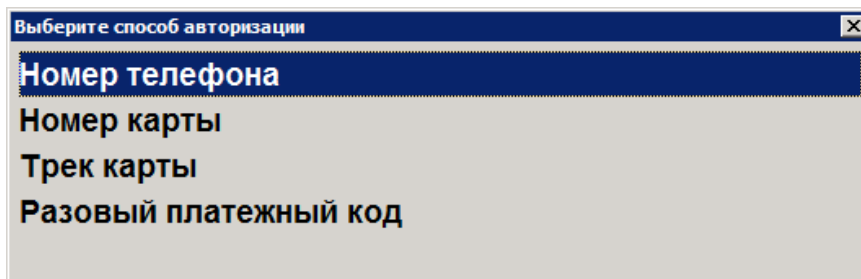 Выберите способ авторизации
Номер телефона
Номер карты
Трек карты
Разовый платежный код